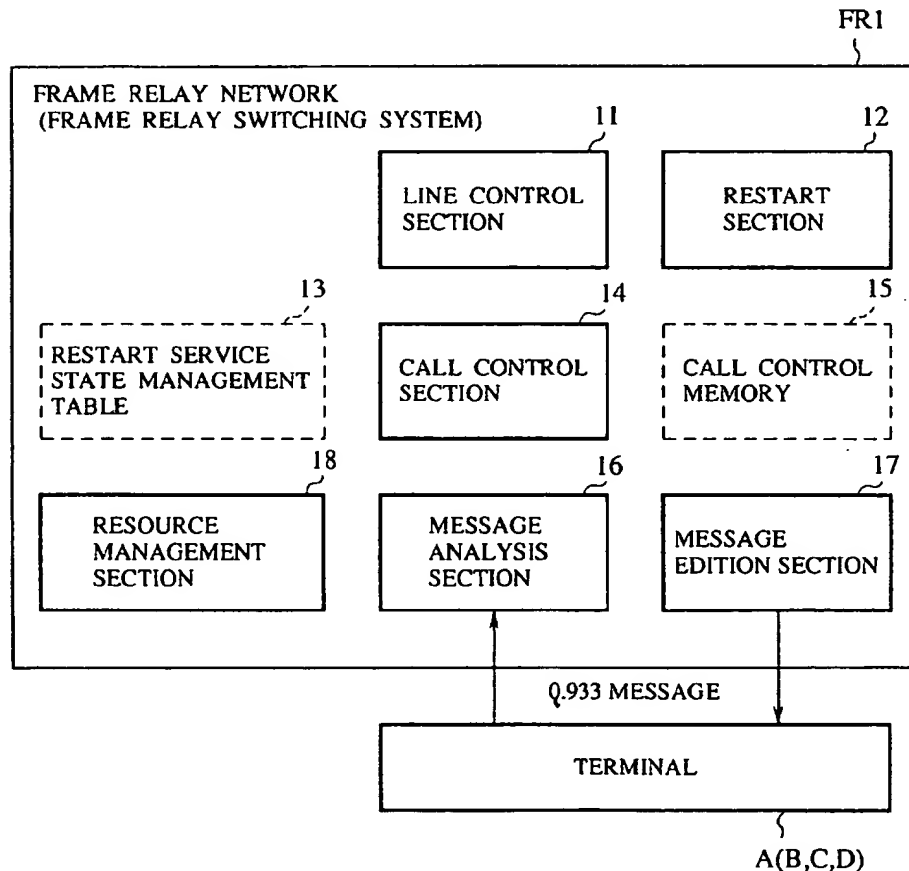 FR1
FRAME RELAY NETWORK
(FRAME RELAY SWITCHING SYSTEM)
11
LINE CONTROL
SECTION
12
RESTART
SECTION
13
RESTART SERVICE
STATE MANAGEMENT
TABLE
14
CALL CONTROL
SECTION
15
CALL CONTROL
MEMORY
18
RESOURCE
MANAGEMENT
SECTION
16
MESSAGE
ANALYSIS
SECTION
17
MESSAGE
EDITION SECTION
Q.933 MESSAGE
TERMINAL
A(B,C,D)